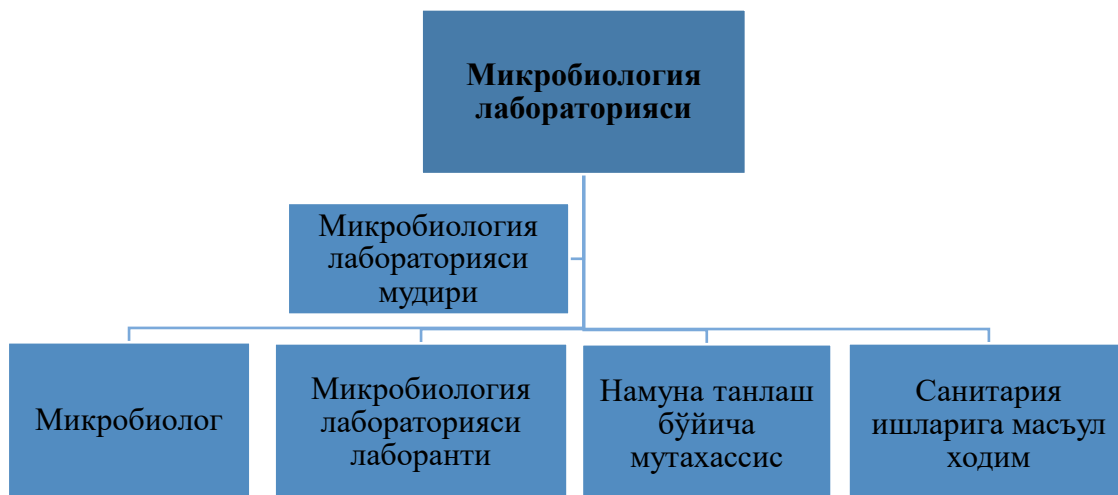 Микробиология
лабораторияси
Микробиология
лабораторияси
мудири
Микробиолог
Микробиология
лабораторияси
лаборанти
Намуна танлаш
бўйича
мутахассис
Санитария
ишларига масъул
ходим